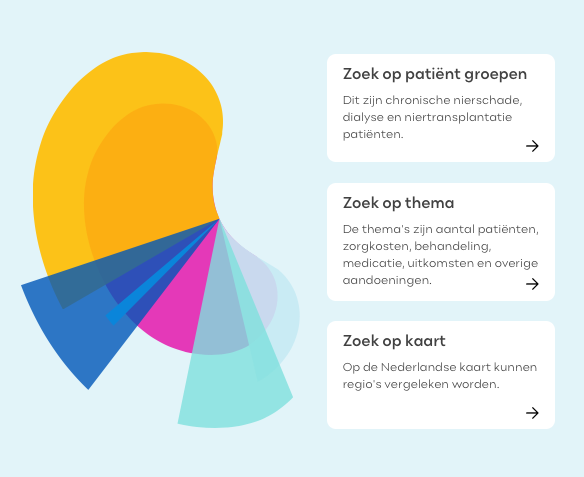 Zoek op patiënt groepen
Dit zijn chronische nierschade,
dialyse en niertransplantatie
patiënten.
Zoek op thema
De thema's zijn aantal patiënten,
zorgkosten, behandeling,
medicatie, uitkomsten en overige
aandoeningen.
Zoek op kaart
Op de Nederlandse kaart kunnen
regio's vergeleken worden.